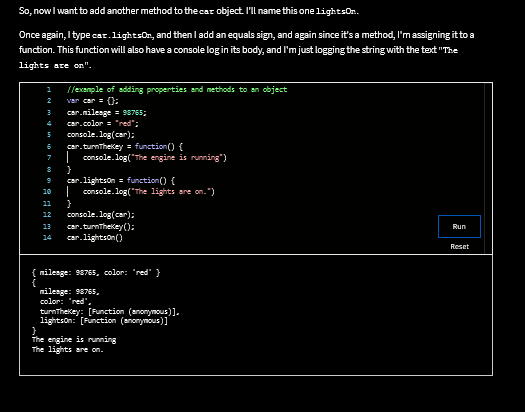 So, now I want to add another method to the car object. I'll name this one lightsOn.
Once again, I type car.lightsOn, and then I add an equals sign, and again since it's a method, I'm assigning it to a
function. This function will also have a console log in its body, and I'm just logging the string with the text "The
lights are on".
1 //example of adding properties and methods to an object
2 var car = {};
3 car.mileage = 98765;
4 car.color = "red";
5 console.log(car);
6 car.turnTheKey = function() {
7 console.log("The engine is running")
8 }
9 car.lightsOn = function() {
10 console.log("The lights are on.")
11 }
12 console.log(car);
13 car.turnTheKey();
14 car.lightsOn()
Run
Reset
{ mileage: 98765, color: 'red' }
{
mileage: 98765,
color: 'red',
turnTheKey: [Function (anonymous)],
lightsOn: [Function (anonymous)]
}
The engine is running
The lights are on.